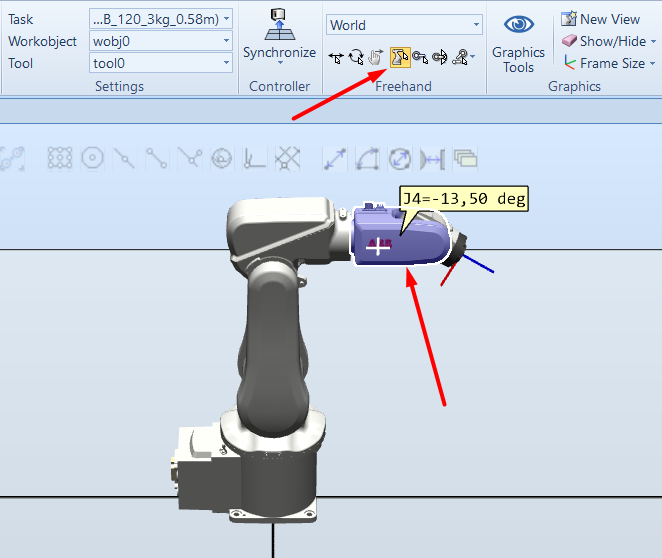 Task ...B_120_3kg_0.58m)
Workobject wobj0
Tool tool0
Settings
Synchronize
Controller
World
Freehand
Graphics
Tools
New View
Show/Hide
Frame Size
Graphics
J4=-13,50 deg
ABB